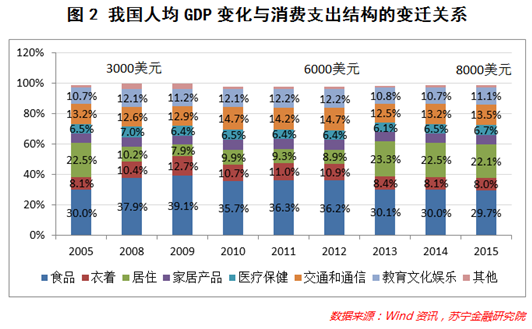 图 2 我国人均 GDP 变化与消费支出结构的变迁关系
3000美元 6000美元 8000美元
120%
100%
80%
60%
40%
20%
0%
10.7% 12.1% 11.2% 12.1% 12.2% 12.2% 10.8% 10.7% 11.1%
13.2% 12.6% 12.9% 14.7% 14.2% 14.7% 12.5% 13.2% 13.5%
6.5% 7.0% 6.4% 6.5% 6.4% 6.4% 6.1% 6.5% 6.7%
22.5% 10.2% 7.9% 9.9% 9.3% 8.9% 23.3% 22.5% 22.1%
8.1% 10.4% 12.7% 10.7% 11.0% 10.9% 8.4% 8.1% 8.0%
30.0% 37.9% 39.1% 35.7% 36.3% 36.2% 30.1% 30.0% 29.7%
2005 2008 2009 2010 2011 2012 2013 2014 2015
食品 衣着 居住 家居产品 医疗保健 交通和通信 教育文化娱乐 其他
数据来源：Wind 资讯，苏宁金融研究院